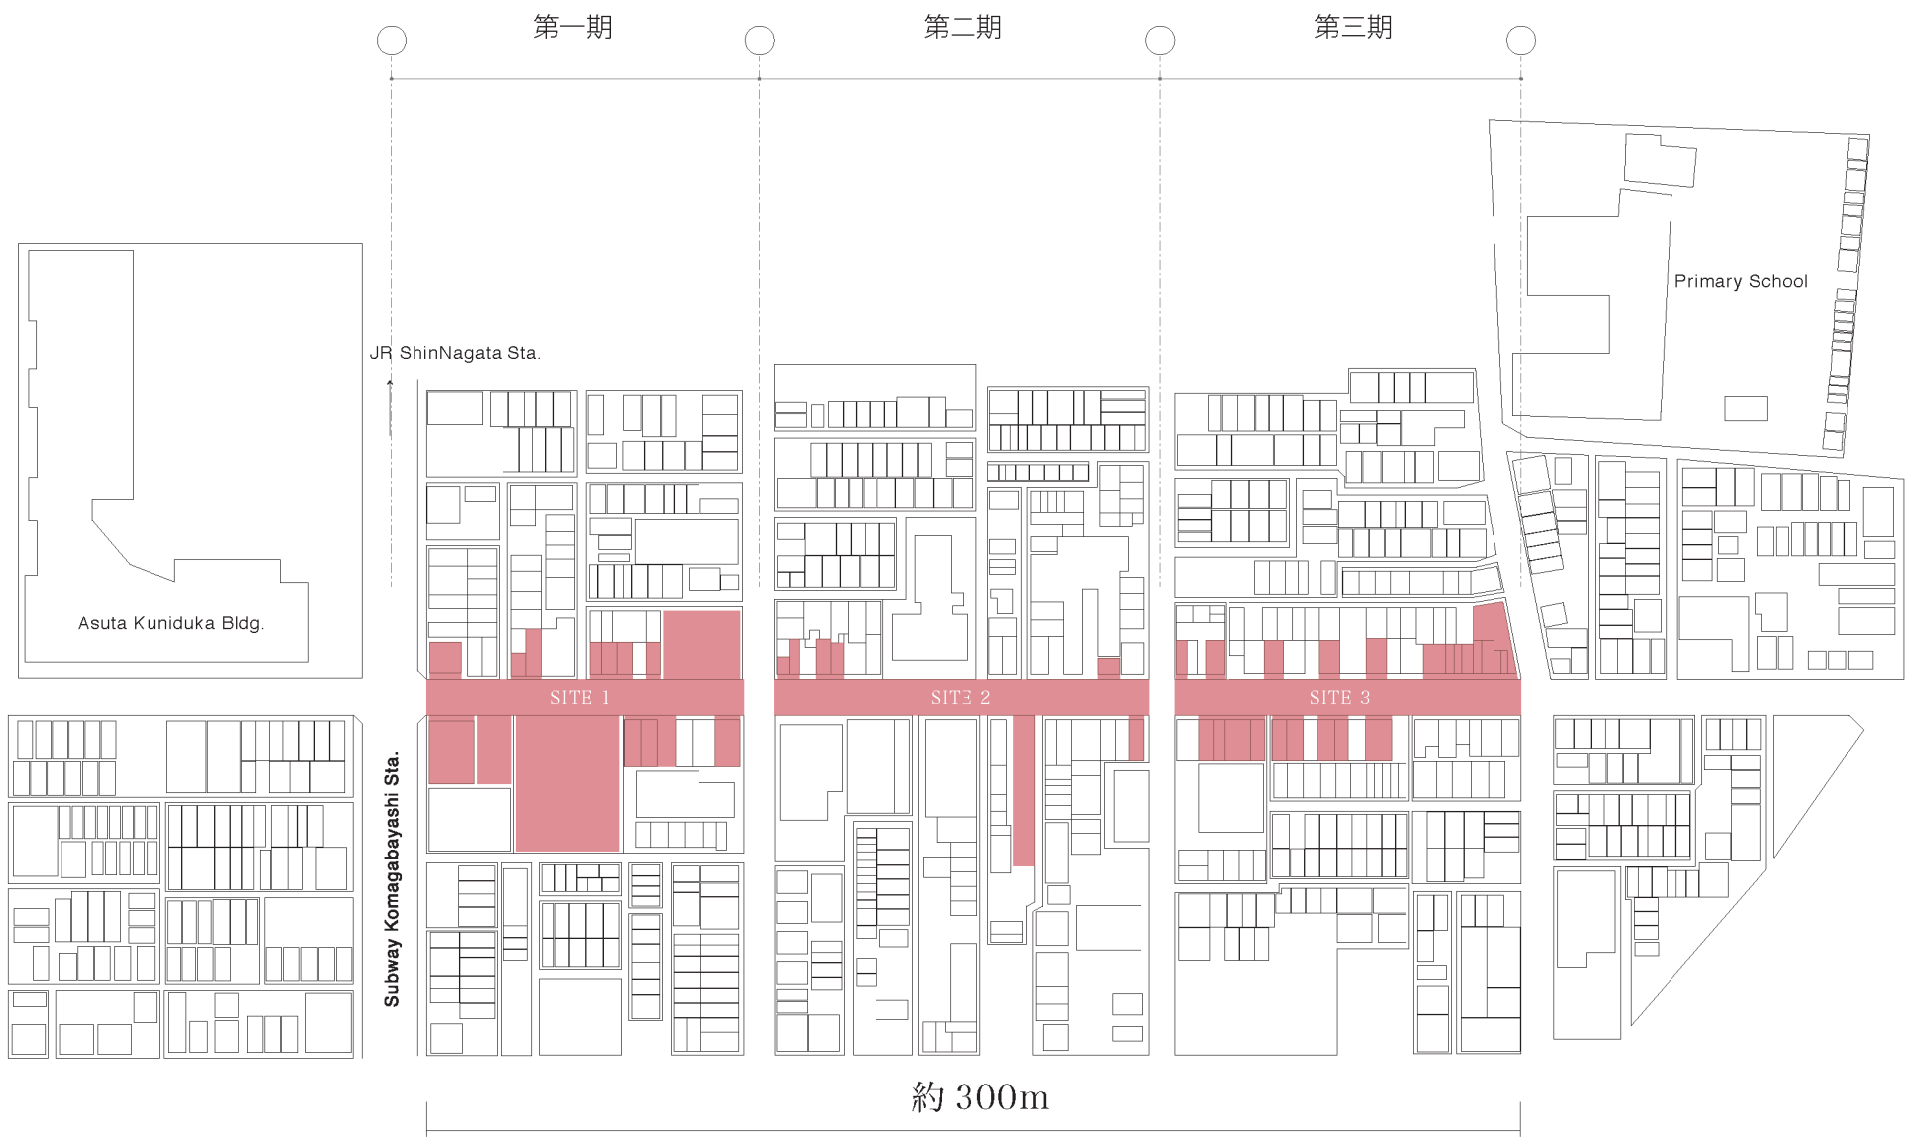 第一期
第二期
第三期
Primary School
JR ShinNagata Sta.
Asuta Kuniduka Bldg.
SITE 1
SITE 2
SITE 3
Subway Komagabayashi Sta.
約 300m